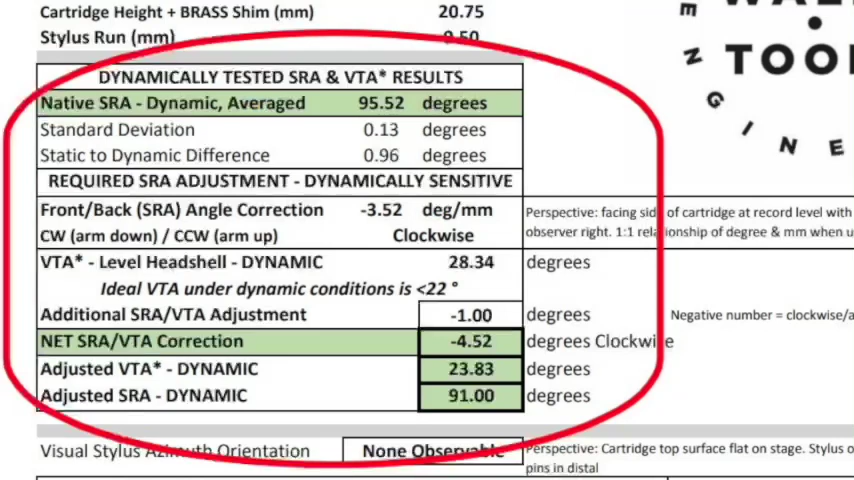 Cartridge Height + BRASS Shim (mm) 20.75
Stylus Run (mm) 0.50
DYNAMICALLY TESTED SRA & VTA* RESULTS
Native SRA - Dynamic, Averaged 95.52 degrees
Standard Deviation 0.13 degrees
Static to Dynamic Difference 0.96 degrees
REQUIRED SRA ADJUSTMENT - DYNAMICALLY SENSITIVE
Front/Back (SRA) Angle Correction -3.52 deg/mm
Perspective: facing side of cartridge at record level with
CW (arm down) / CCW (arm up) Clockwise
observer right. 1:1 relationship of degree & mm when
VTA* - Level Headshell - DYNAMIC 28.34 degrees
Ideal VTA under dynamic conditions is <22 °
Additional SRA/VTA Adjustment -1.00 degrees
Negative number = clockwise/a
NET SRA/VTA Correction -4.52 degrees Clockwise
Adjusted VTA* - DYNAMIC 23.83 degrees
Adjusted SRA - DYNAMIC 91.00 degrees
Visual Stylus Azimuth Orientation None Observable
Perspective: Cartridge top surface flat on stage. Stylus
pins in distal
TOO
ENGINE